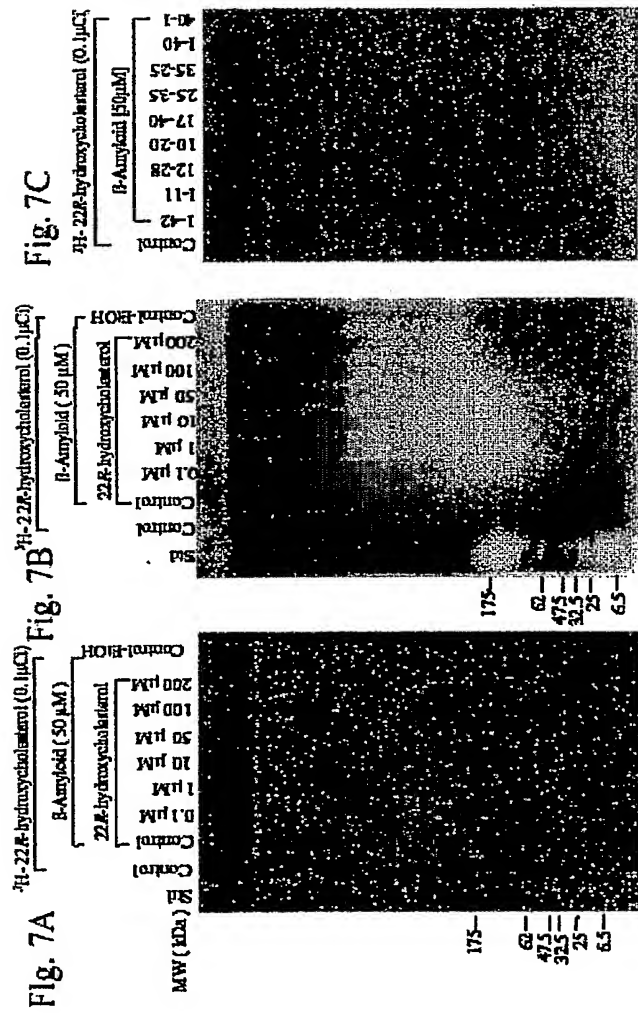 Fig. 7A
³H-22R-hydroxycholesterol (0.1µCi)
β-Amyloid (50 µM)
22R-hydroxycholesterol
MW (kDa)
Std.
Control
Control
0.1 µM
1 µM
10 µM
50 µM
100 µM
200 µM
Control-EtOH
175
62
47.5
32.5
25
6.5
Fig. 7B
³H-22R-hydroxycholesterol (0.1µCi)
β-Amyloid (50 µM)
22R-hydroxycholesterol
Std
Control
Control
0.1 µM
1 µM
10 µM
50 µM
100 µM
200 µM
Control-EtOH
175
62
47.5
32.5
25
6.5
Fig. 7C
³H-22R-hydroxycholesterol (0.1µCi)
β-Amyloid [50µM]
Control
1-42
1-11
12-28
10-20
17-40
25-35
35-25
1-40
40-1